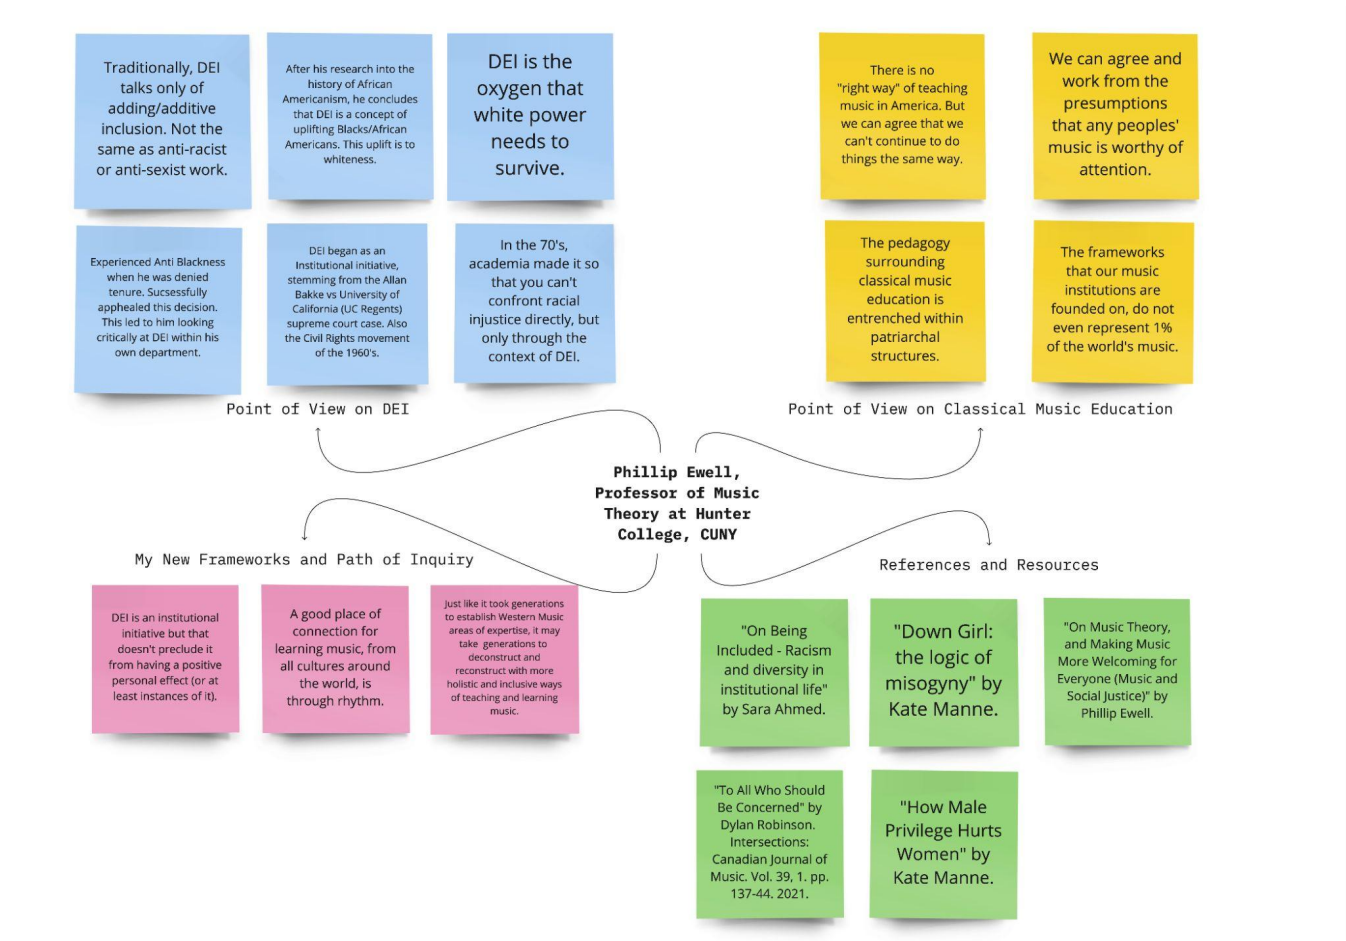 Traditionally, DEI
talks only of
adding/additive
inclusion. Not the
same as anti-racist
or anti-sexist work.
After his research into the
history of African
Americanism, he concludes
that DEI is a concept of
uplifting Blacks/African
Americans. This uplift is to
whiteness.
DEI is the
oxygen that
white power
needs to
survive.
Experienced Anti Blackness
when he was denied
tenure. Sucsessfully
apphealed this decision.
This led to him looking
critically at DEI within his
own department.
DEI began as an
Institutional initiative,
stemming from the Allan
Bakke vs University of
California (UC Regents)
supreme court case. Also
the Civil Rights movement
of the 1960's.
In the 70's,
academia made it so
that you can't
confront racial
injustice directly, but
only through the
context of DEI.
Point of View on DEI
There is no
"right way" of teaching
music in America. But
we can agree that we
can't continue to do
things the same way.
We can agree and
work from the
presumptions
that any peoples'
music is worthy of
attention.
The pedagogy
surrounding
classical music
education is
entrenched within
patriarchal
structures.
The frameworks
that our music
institutions are
founded on, do not
even represent 1%
of the world's music.
Point of View on Classical Music Education
Phillip Ewell,
Professor of Music
Theory at Hunter
College, CUNY
My New Frameworks and Path of Inquiry
DEI is an institutional
initiative but that
doesn't preclude it
from having a positive
personal effect (or at
least instances of it).
A good place of
connection for
learning music, from
all cultures around
the world, is
through rhythm.
Just like it took generations
to establish Western Music
areas of expertise, it may
take generations to
deconstruct and
reconstruct with more
holistic and inclusive ways
of teaching and learning
music.
References and Resources
"On Being
Included - Racism
and diversity in
institutional life"
by Sara Ahmed.
"Down Girl:
the logic of
misogyny" by
Kate Manne.
"On Music Theory,
and Making Music
More Welcoming for
Everyone (Music and
Social Justice)" by
Phillip Ewell.
"To All Who Should
Be Concerned" by
Dylan Robinson.
Intersections:
Canadian Journal of
Music. Vol. 39, 1. pp.
137-44. 2021.
"How Male
Privilege Hurts
Women" by
Kate Manne.